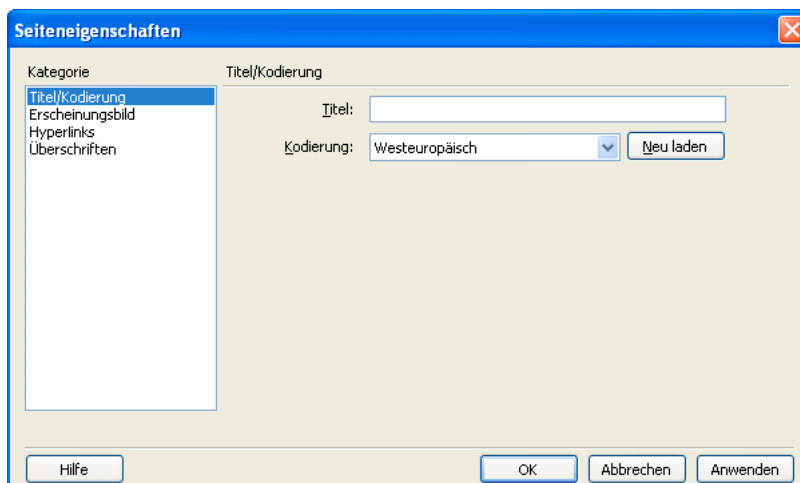 Seiteneigenschaften
Kategorie
Titel/Kodierung
Erscheinungsbild
Hyperlinks
Überschriften
Titel/Kodierung
Titel:
Kodierung: Westeuropäisch Neu laden
Hilfe OK Abbrechen Anwenden